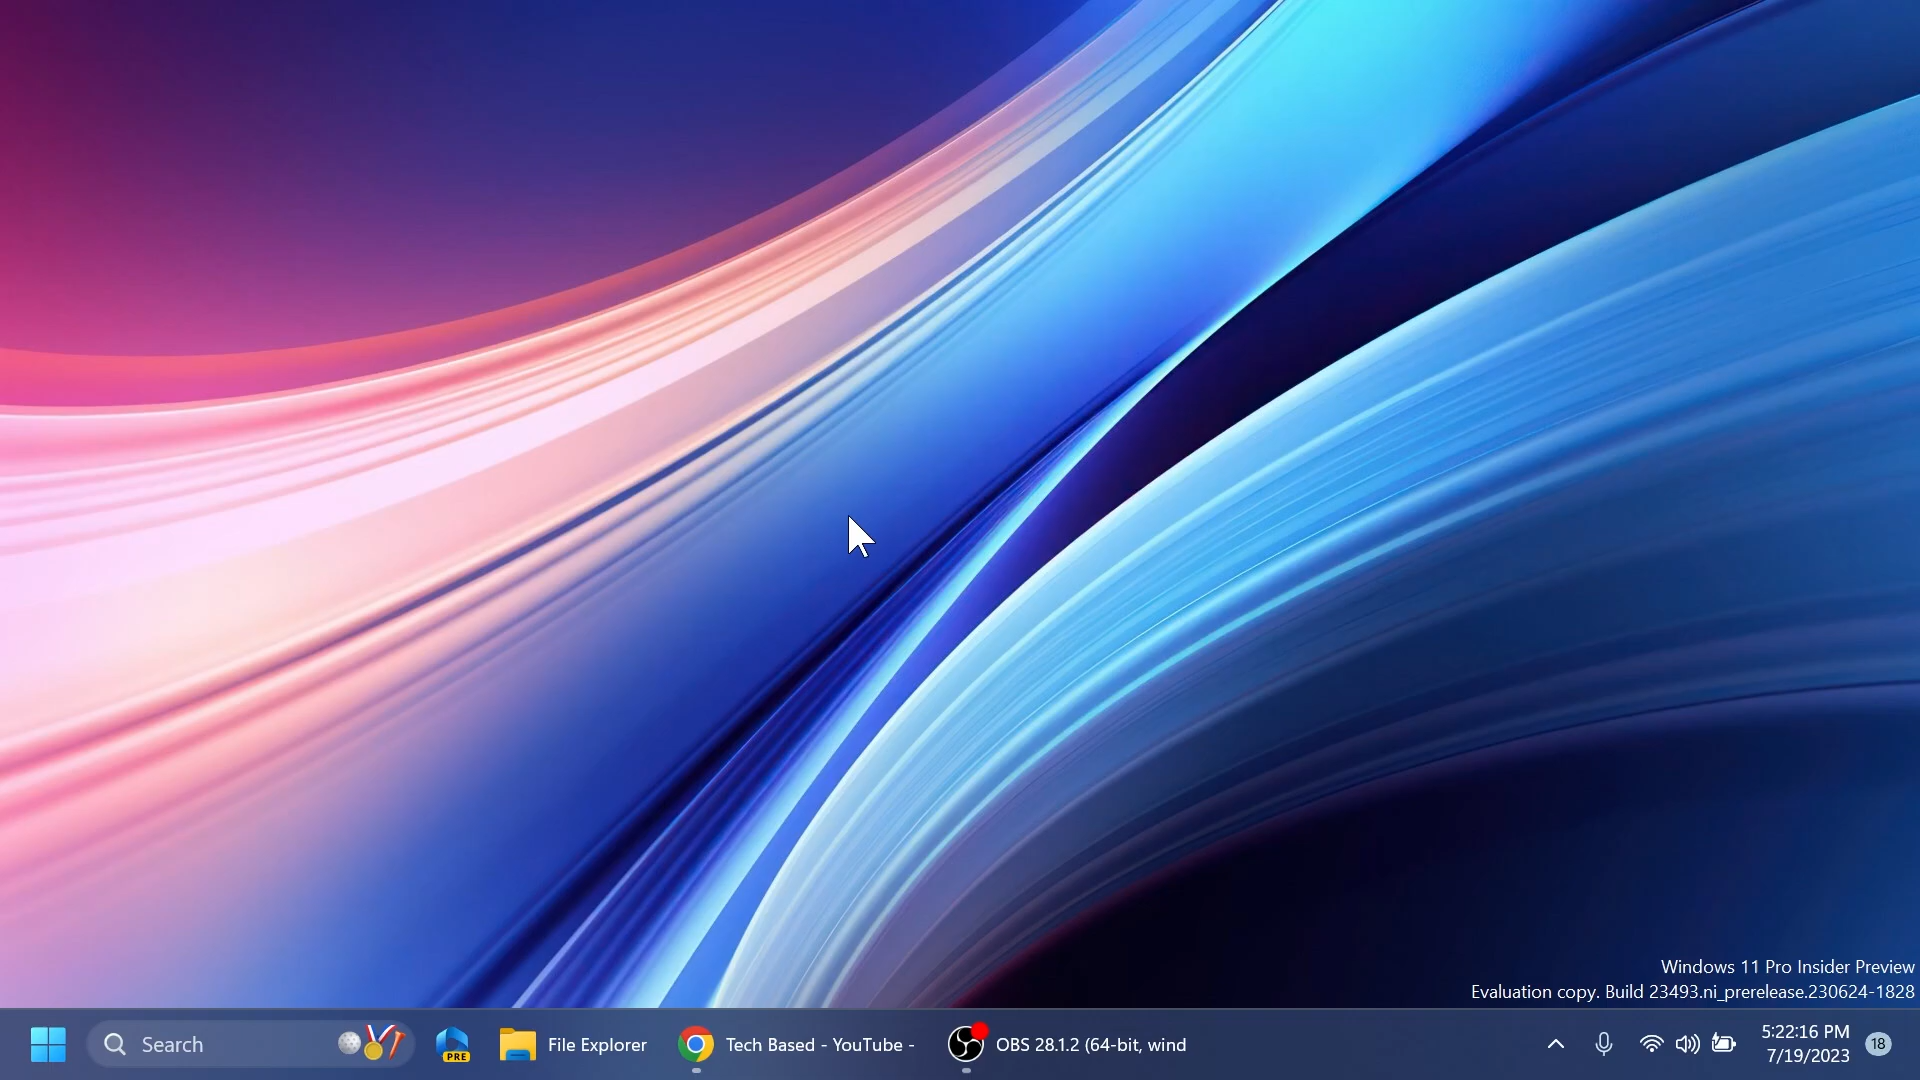 Windows 11 Pro Insider Preview
Evaluation copy. Build 23493.ni_prerelease.230624-1828
Search
PRE
File Explorer
Tech Based - YouTube -
OBS 28.1.2 (64-bit, wind
5:22:16 PM
7/19/2023
18